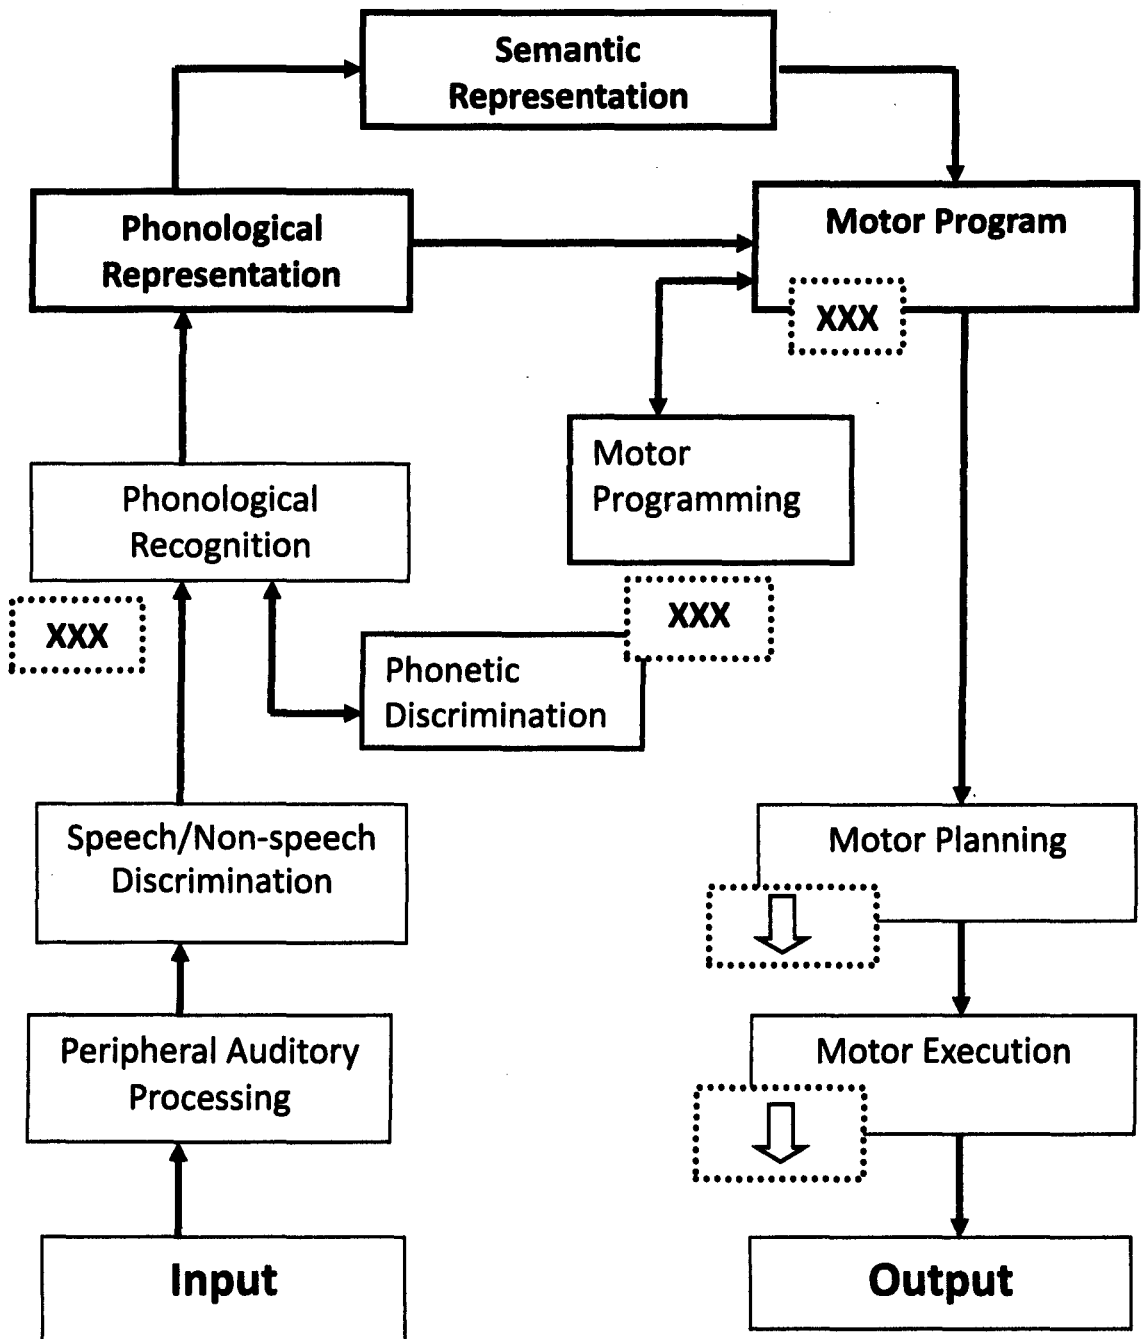 Semantic
Representation
Phonological
Representation
Motor Program
XXX
Motor
Programming
Phonological
Recognition
XXX
XXX
Phonetic
Discrimination
Speech/Non-speech
Discrimination
Motor Planning
Peripheral Auditory
Processing
Motor Execution
Input
Output